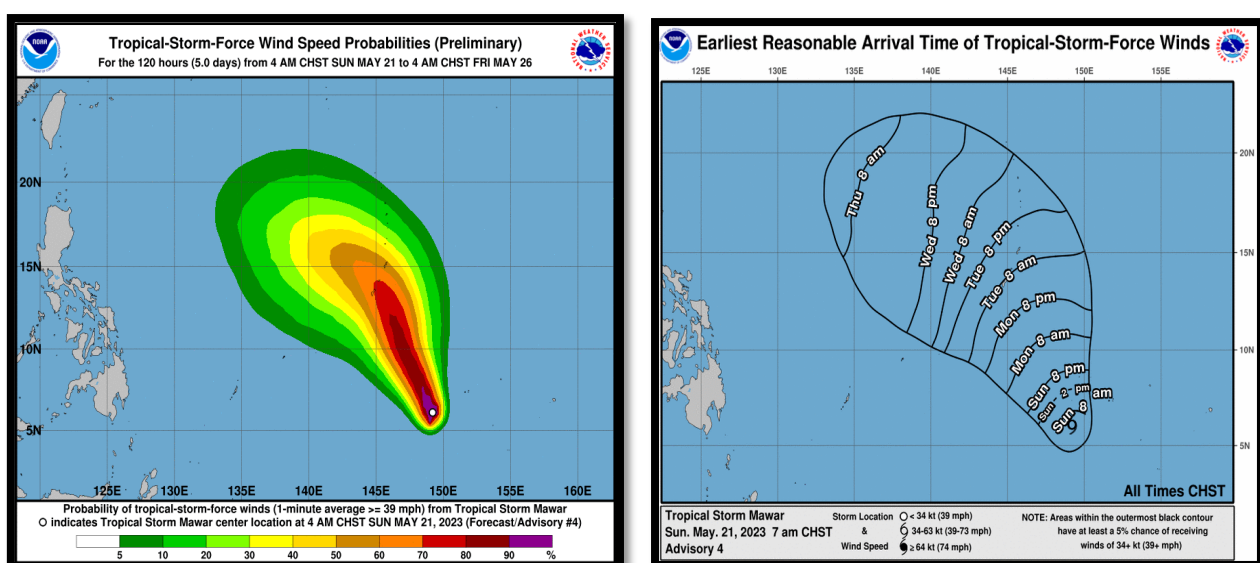 Tropical-Storm-Force Wind Speed Probabilities (Preliminary)
For the 120 hours (5.0 days) from 4 AM CHST SUN MAY 21 to 4 AM CHST FRI MAY 26
NOAA
20N
15N
10N
5N
125E 130E 135E 140E 145E 150E 155E 160E
Probability of tropical-storm-force winds (1-minute average >= 39 mph) from Tropical Storm Mawar
O indicates Tropical Storm Mawar center location at 4 AM CHST SUN MAY 21, 2023 (Forecast/Advisory #4)
5 10 20 30 40 50 60 70 80 90 %
Earliest Reasonable Arrival Time of Tropical-Storm-Force Winds
NOAA
125E 130E 135E 140E 145E 150E 155E
20N
15N
10N
5N
Thu 8 am
Wed 8 pm
Wed 8 am
Tue 8 pm
Tue 8 am
Mon 8 pm
Mon 8 am
Sun 8 pm
Sun 2 pm
Sun 8 am
All Times CHST
Tropical Storm Mawar
Sun. May. 21, 2023 7 am CHST
Advisory 4
Storm Location
&
Wind Speed
< 34 kt (39 mph)
34-63 kt (39-73 mph)
≥ 64 kt (74 mph)
NOTE: Areas within the outermost black contour
have at least a 5% chance of receiving
winds of 34+ kt (39+ mph)